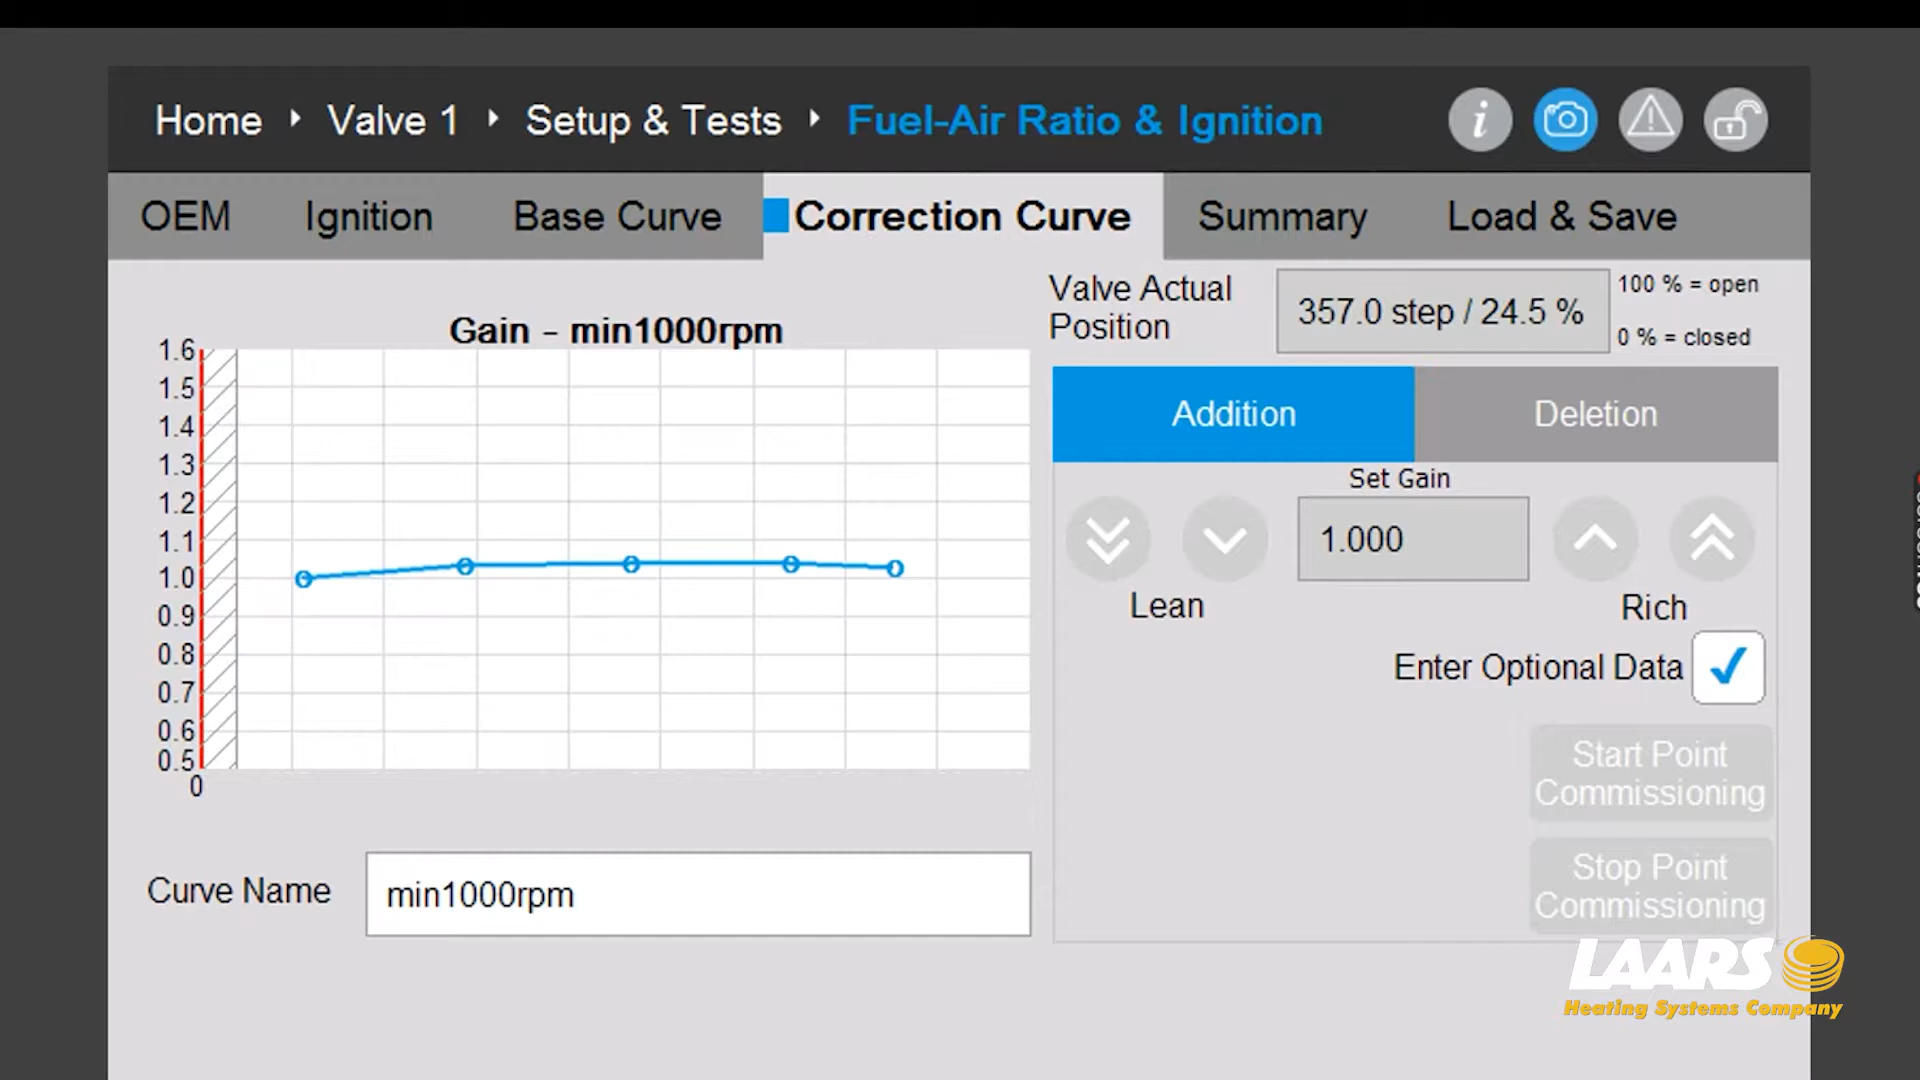 Home Valve 1 Setup & Tests Fuel-Air Ratio & Ignition
OEM Ignition Base Curve Correction Curve Summary Load & Save
Gain - min1000rpm
1.6
1.5
1.4
1.3
1.2
1.1
1.0
0.9
0.8
0.7
0.6
0.5
0
Curve Name min1000rpm
Valve Actual
Position
357.0 step / 24.5 %
100 % = open
0 % = closed
Addition Deletion
Set Gain
1.000
Lean Rich
Enter Optional Data
Start Point
Commissioning
Stop Point
Commissioning
LAARS
Heating Systems Company